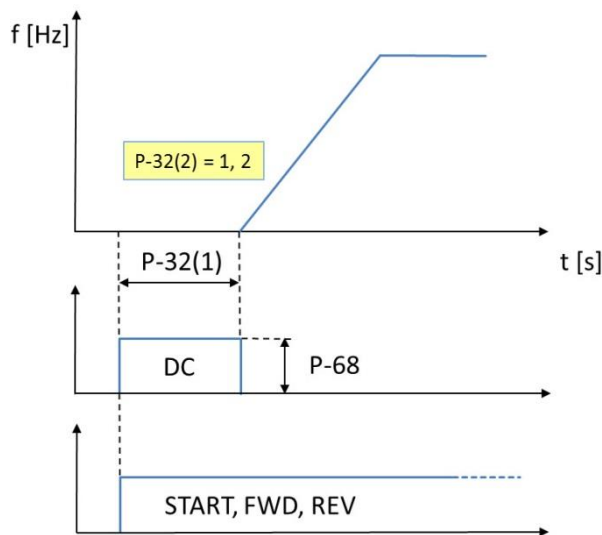 f [Hz]
P-32(2) = 1, 2
P-32(1)
t [s]
DC
P-68
START, FWD, REV